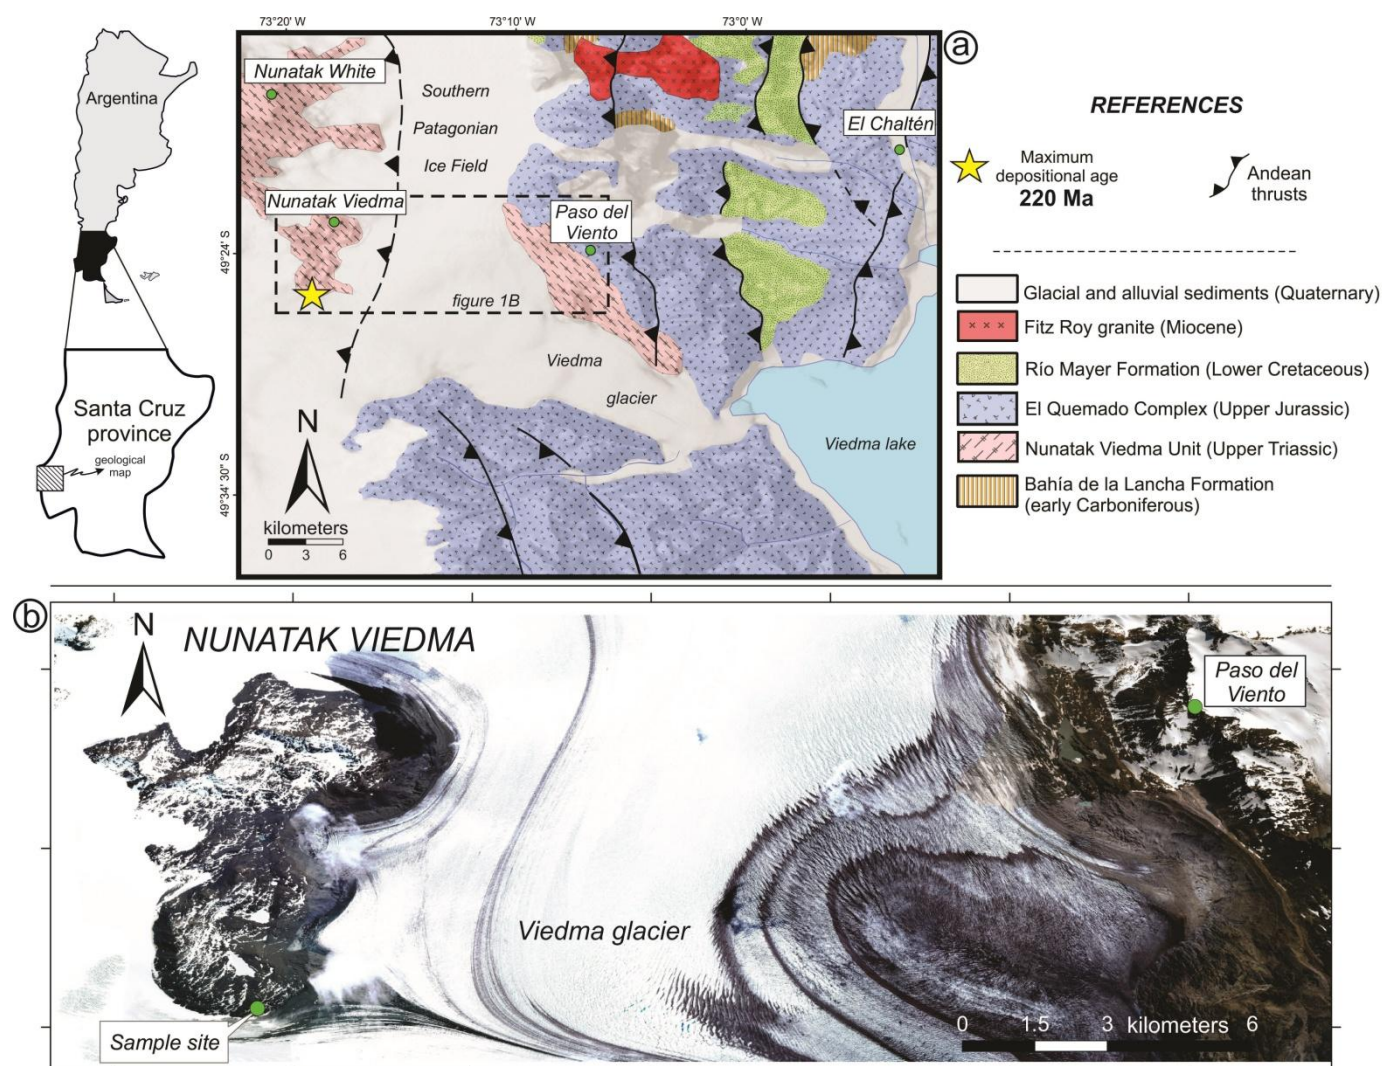 73°20' W
73°10' W
73°0' W
a
Argentina
Santa Cruz
province
geological
map
49°24' S
49°34'30" S
Nunatak White
Southern
Patagonian
Ice Field
El Chaltén
Nunatak Viedma
Paso del
Viento
figure 1B
Viedma
glacier
Viedma lake
N
kilometers
0 3 6
REFERENCES
Maximum
depositional age
220 Ma
Andean
thrusts
Glacial and alluvial sediments (Quaternary)
Fitz Roy granite (Miocene)
Río Mayer Formation (Lower Cretaceous)
El Quemado Complex (Upper Jurassic)
Nunatak Viedma Unit (Upper Triassic)
Bahía de la Lancha Formation
(early Carboniferous)
b
N
NUNATAK VIEDMA
Paso del
Viento
Viedma glacier
Sample site
0 1.5 3 kilometers 6